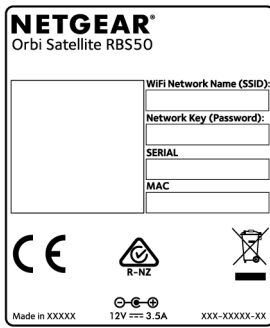 NETGEAR®
Orbi Satellite RBS50
WiFi Network Name (SSID):
Network Key (Password):
SERIAL
MAC
CE
R-NZ
Made in XXXXX
12V ⎓ 3.5A
XXX-XXXXX-XX